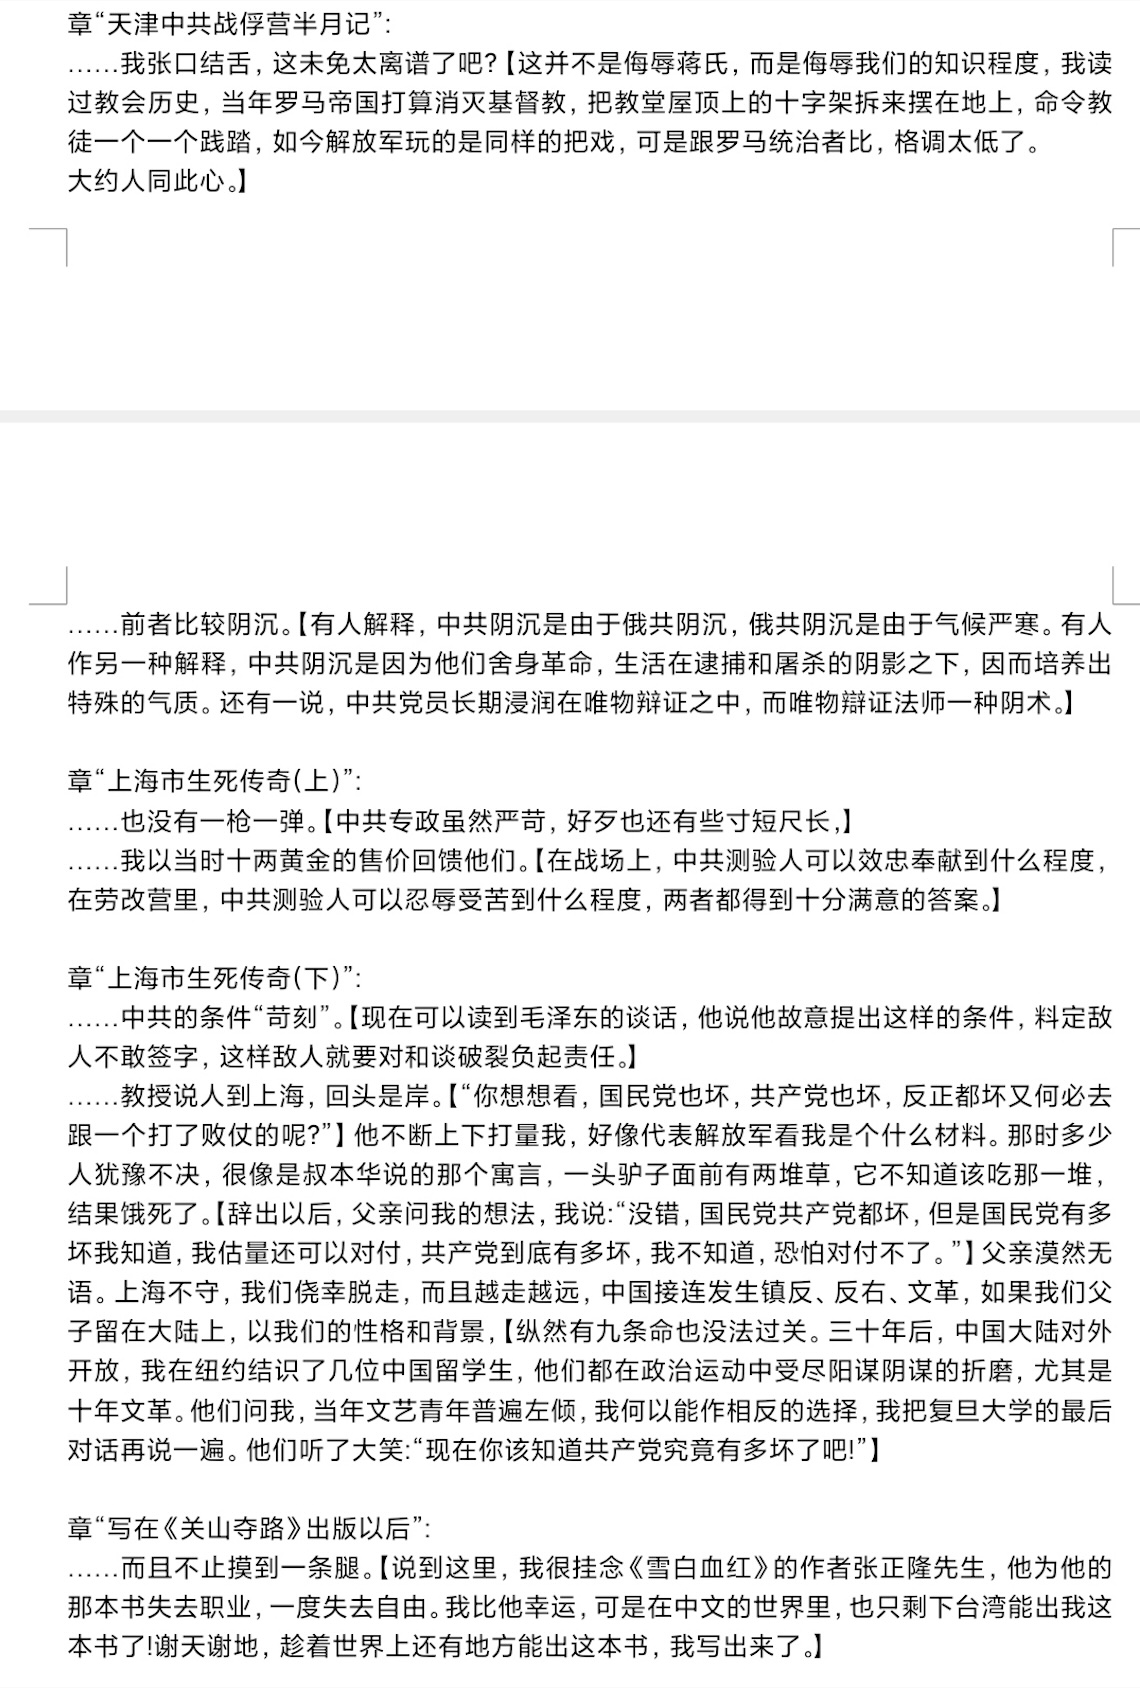 章“天津中共战俘营半月记”:
……我张口结舌，这未免太离谱了吧?【这并不是侮辱蒋氏，而是侮辱我们的知识程度，我读
过教会历史，当年罗马帝国打算消灭基督教，把教堂屋顶上的十字架拆来摆在地上，命令教
徒一个一个践踏，如今解放军玩的是同样的把戏，可是跟罗马统治者比，格调太低了。
大约人同此心。】
……前者比较阴沉。【有人解释，中共阴沉是由于俄共阴沉，俄共阴沉是由于气候严寒。有人
作另一种解释，中共阴沉是因为他们舍身革命，生活在逮捕和屠杀的阴影之下，因而培养出
特殊的气质。还有一说，中共党员长期浸润在唯物辩证之中，而唯物辯证法师一种阴术。】
章“上海市生死传奇(上)”:
……也没有一枪一弹。【中共专政虽然严苛，好歹也还有些寸短尺长，】
……我以当时十两黄金的售价回馈他们。【在战场上，中共测验人可以效忠奉献到什么程度，
在劳改营里，中共测验人可以忍辱受苦到什么程度，两者都得到十分满意的答案。】
章“上海市生死传奇(下)”:
……中共的条件“苛刻”。【现在可以读到毛泽东的谈话，他说他故意提出这样的条件，料定敌
人不敢签字，这样敌人就要对和谈破裂负起责任。】
……教授说人到上海，回头是岸。【“你想想看，国民党也坏，共产党也坏，反正都坏又何必去
跟一个打了败仗的呢?”】他不断上下打量我，好像代表解放军看我是个什么材料。那时多少
人犹豫不决，很像是叔本华说的那个寓言，一头驴子面前有两堆草，它不知道该吃那一堆，
结果饿死了。【辞出以后，父亲问我的想法，我说:“没错，国民党共产党都坏，但是国民党有多
坏我知道，我估量还可以对付，共产党到底有多坏，我不知道，恐怕对付不了。”】父亲漠然无
语。上海不守，我们侥幸脱走，而且越走越远，中国接连发生镇反、反右、文革，如果我们父
子留在大陆上，以我们的性格和背景，【纵然有九条命也没法过关。三十年后，中国大陆对外
开放，我在纽约结识了几位中国留学生，他们都在政治运动中受尽阳谋阴谋的折磨，尤其是
十年文革。他们问我，当年文艺青年普遍左倾，我何以能作相反的选择，我把复旦大学的最后
对话再说一遍。他们听了大笑:“现在你该知道共产党究竟有多坏了吧!”】
章“写在《关山夺路》出版以后”:
……而且不止摸到一条腿。【说到这里，我很挂念《雪白血红》的作者张正隆先生，他为他的
那本书失去职业，一度失去自由。我比他幸运，可是在中文的世界里，也只剩下台湾能出我这
本书了!谢天谢地，趁着世界上还有地方能出这本书，我写出来了。】